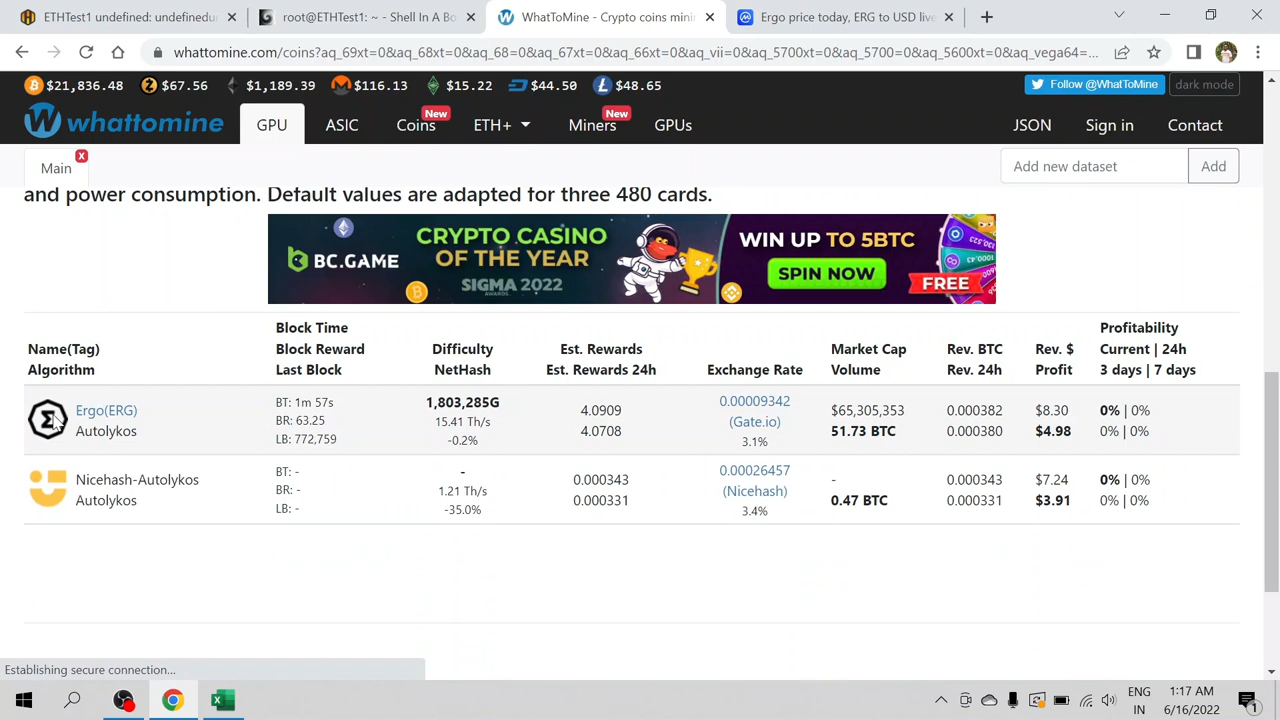 ETHTest1 undefined: undefinedu
root@ETHTest1: ~ - Shell In A Bo
WhatToMine - Crypto coins mini
Ergo price today, ERG to USD live
whattomine.com/coins?aq_69xt=0&aq_68xt=0&aq_68=0&aq_67xt=0&aq_66xt=0&aq_vii=0&aq_5700xt=0&aq_5700=0&aq_5600xt=0&aq_vega64=...
$21,836.48 $67.56 $1,189.39 $116.13 $15.22 $44.50 $48.65
Follow @WhatToMine dark mode
whattomine GPU ASIC Coins New ETH+ Miners New GPUs JSON Sign in Contact
Main x Add new dataset Add
and power consumption. Default values are adapted for three 480 cards.
BC.GAME
CRYPTO CASINO
OF THE YEAR
SIGMA 2022
AWARDS
WIN UP TO 5BTC
SPIN NOW
FREE
Name(Tag)
Algorithm
Block Time
Block Reward
Last Block
Difficulty
NetHash
Est. Rewards
Est. Rewards 24h
Exchange Rate
Market Cap
Volume
Rev. BTC
Rev. 24h
Rev. $
Profit
Profitability
Current | 24h
3 days | 7 days
Ergo(ERG)
Autolykos
BT: 1m 57s
BR: 63.25
LB: 772,759
1,803,285G
15.41 Th/s
-0.2%
4.0909
4.0708
0.00009342
(Gate.io)
3.1%
$65,305,353
51.73 BTC
0.000382
0.000380
$8.30
$4.98
0% | 0%
0% | 0%
Nicehash-Autolykos
Autolykos
BT: -
BR: -
LB: -
-
1.21 Th/s
-35.0%
0.000343
0.000331
0.00026457
(Nicehash)
3.4%
-
0.47 BTC
0.000343
0.000331
$7.24
$3.91
0% | 0%
0% | 0%
Establishing secure connection...
ENG
IN
1:17 AM
6/16/2022
1